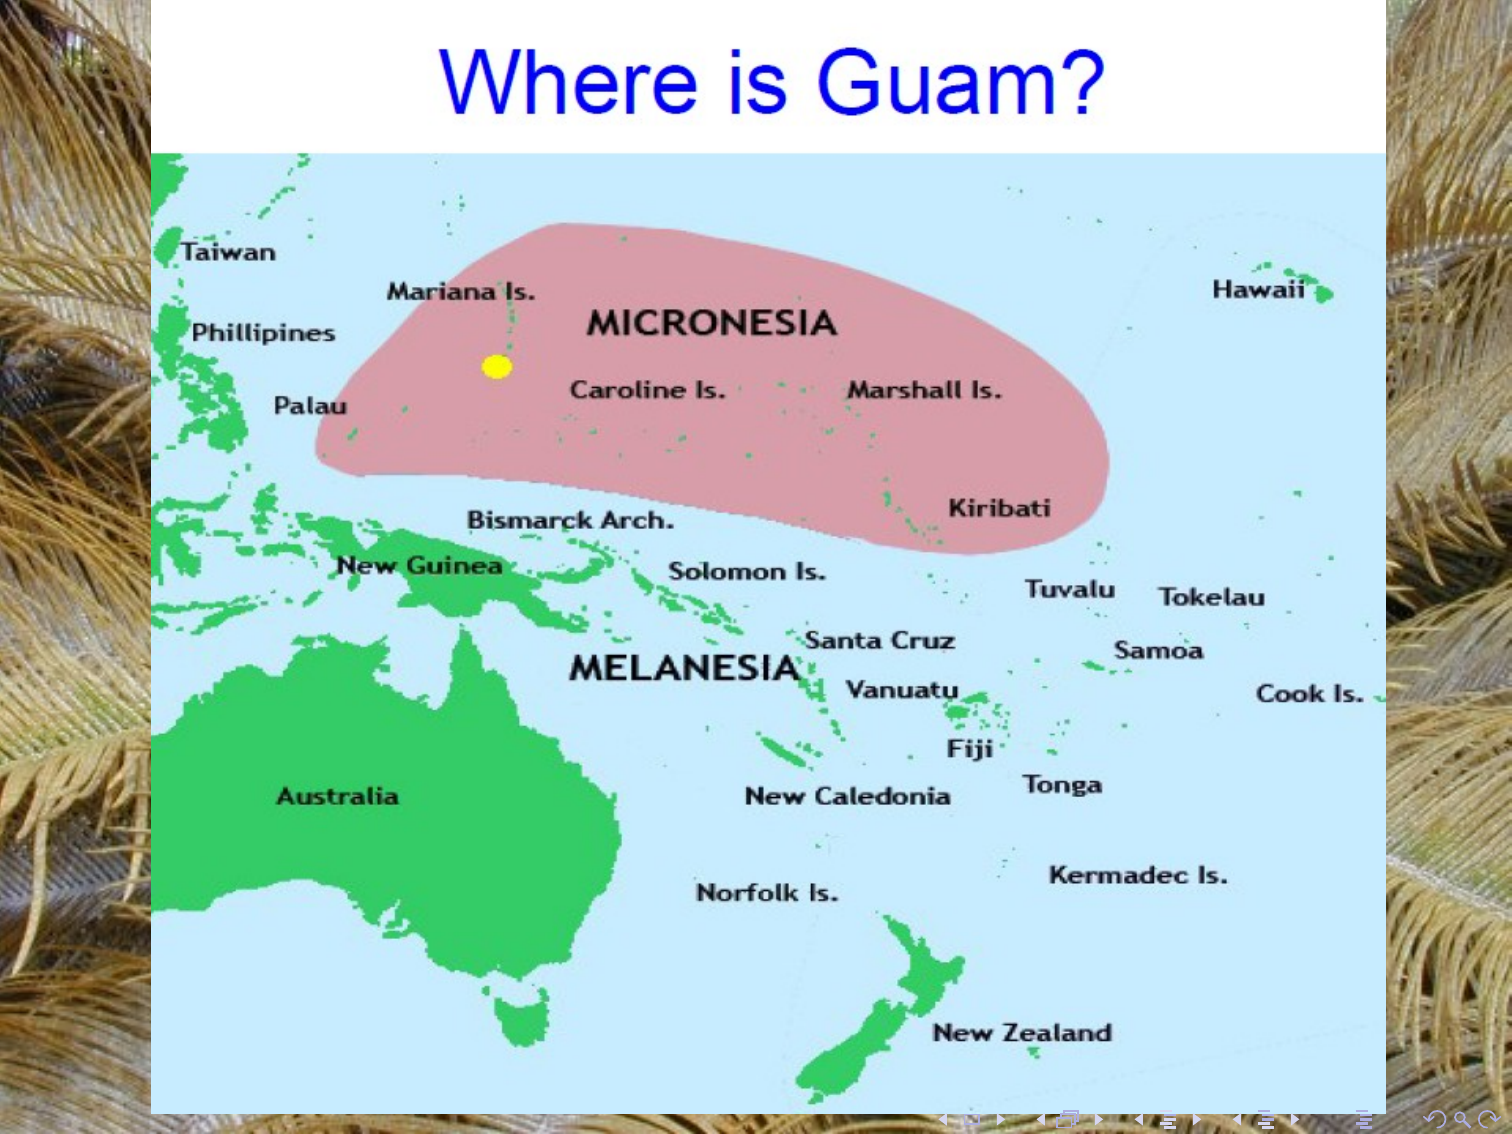 Where is Guam?
Taiwan
Mariana Is.
Hawaii
MICRONESIA
Phillipines
Caroline Is.
Marshall Is.
Palau
Kiribati
Bismarck Arch.
New Guinea
Solomon Is.
Tuvalu
Tokelau
Santa Cruz
Samoa
MELANESIA
Vanuatu
Cook Is.
Fiji
Tonga
Australia
New Caledonia
Kermadec Is.
Norfolk Is.
New Zealand